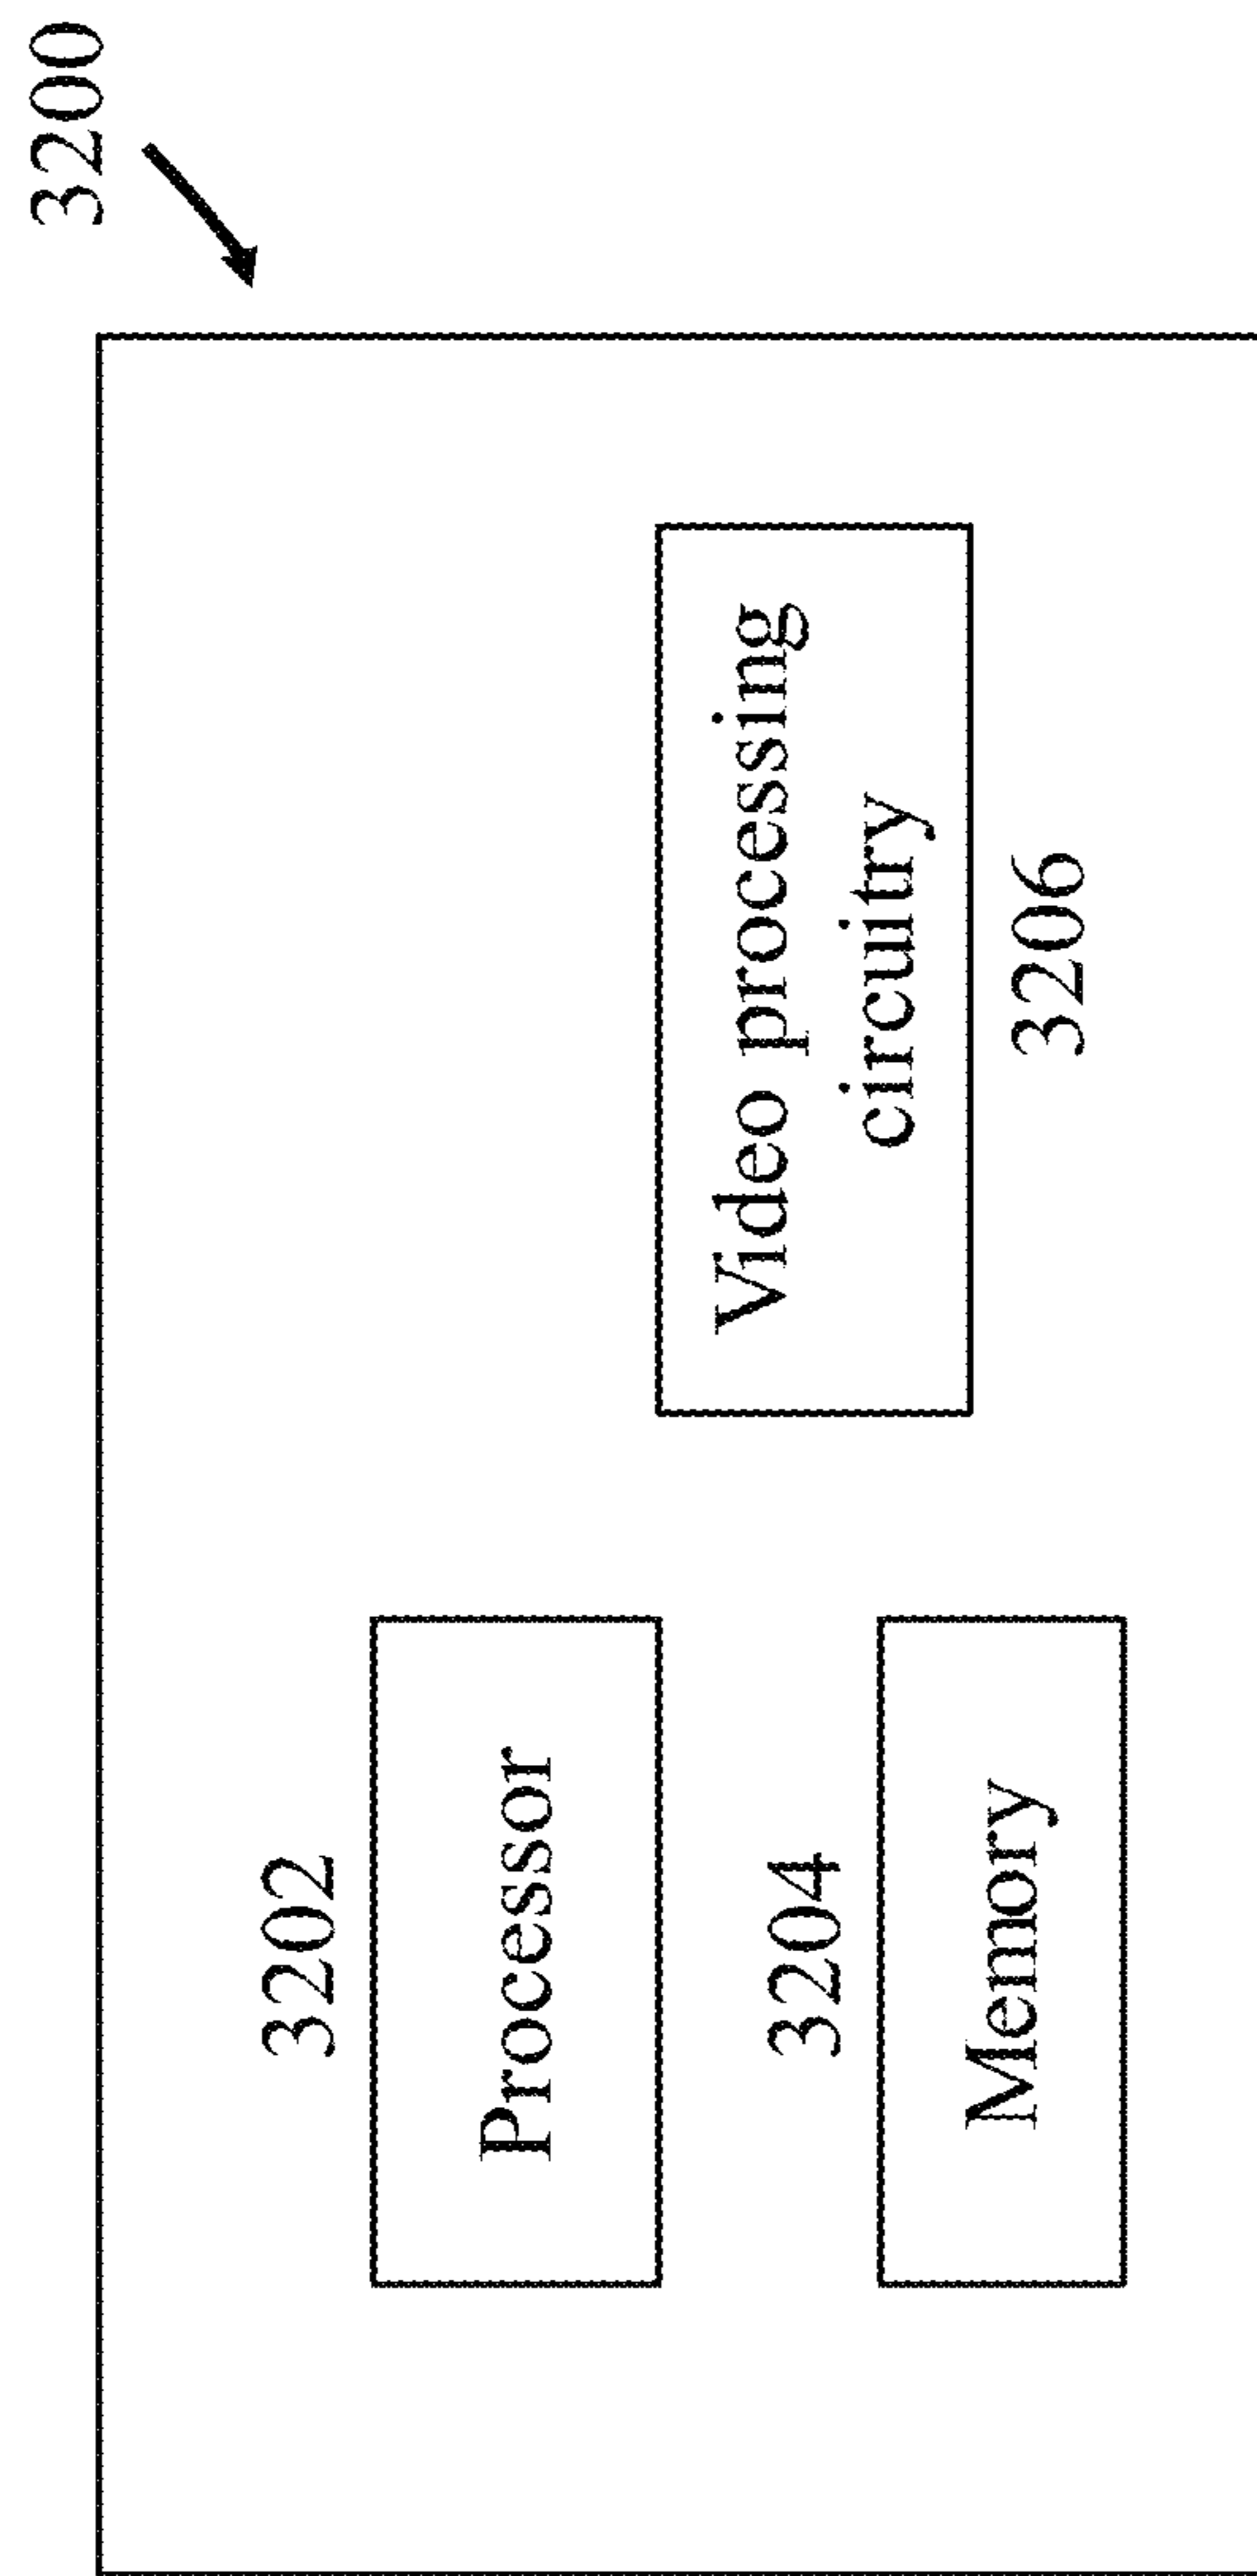 3200
3202
Processor
3204
Memory
Video processing
circuitry
3206